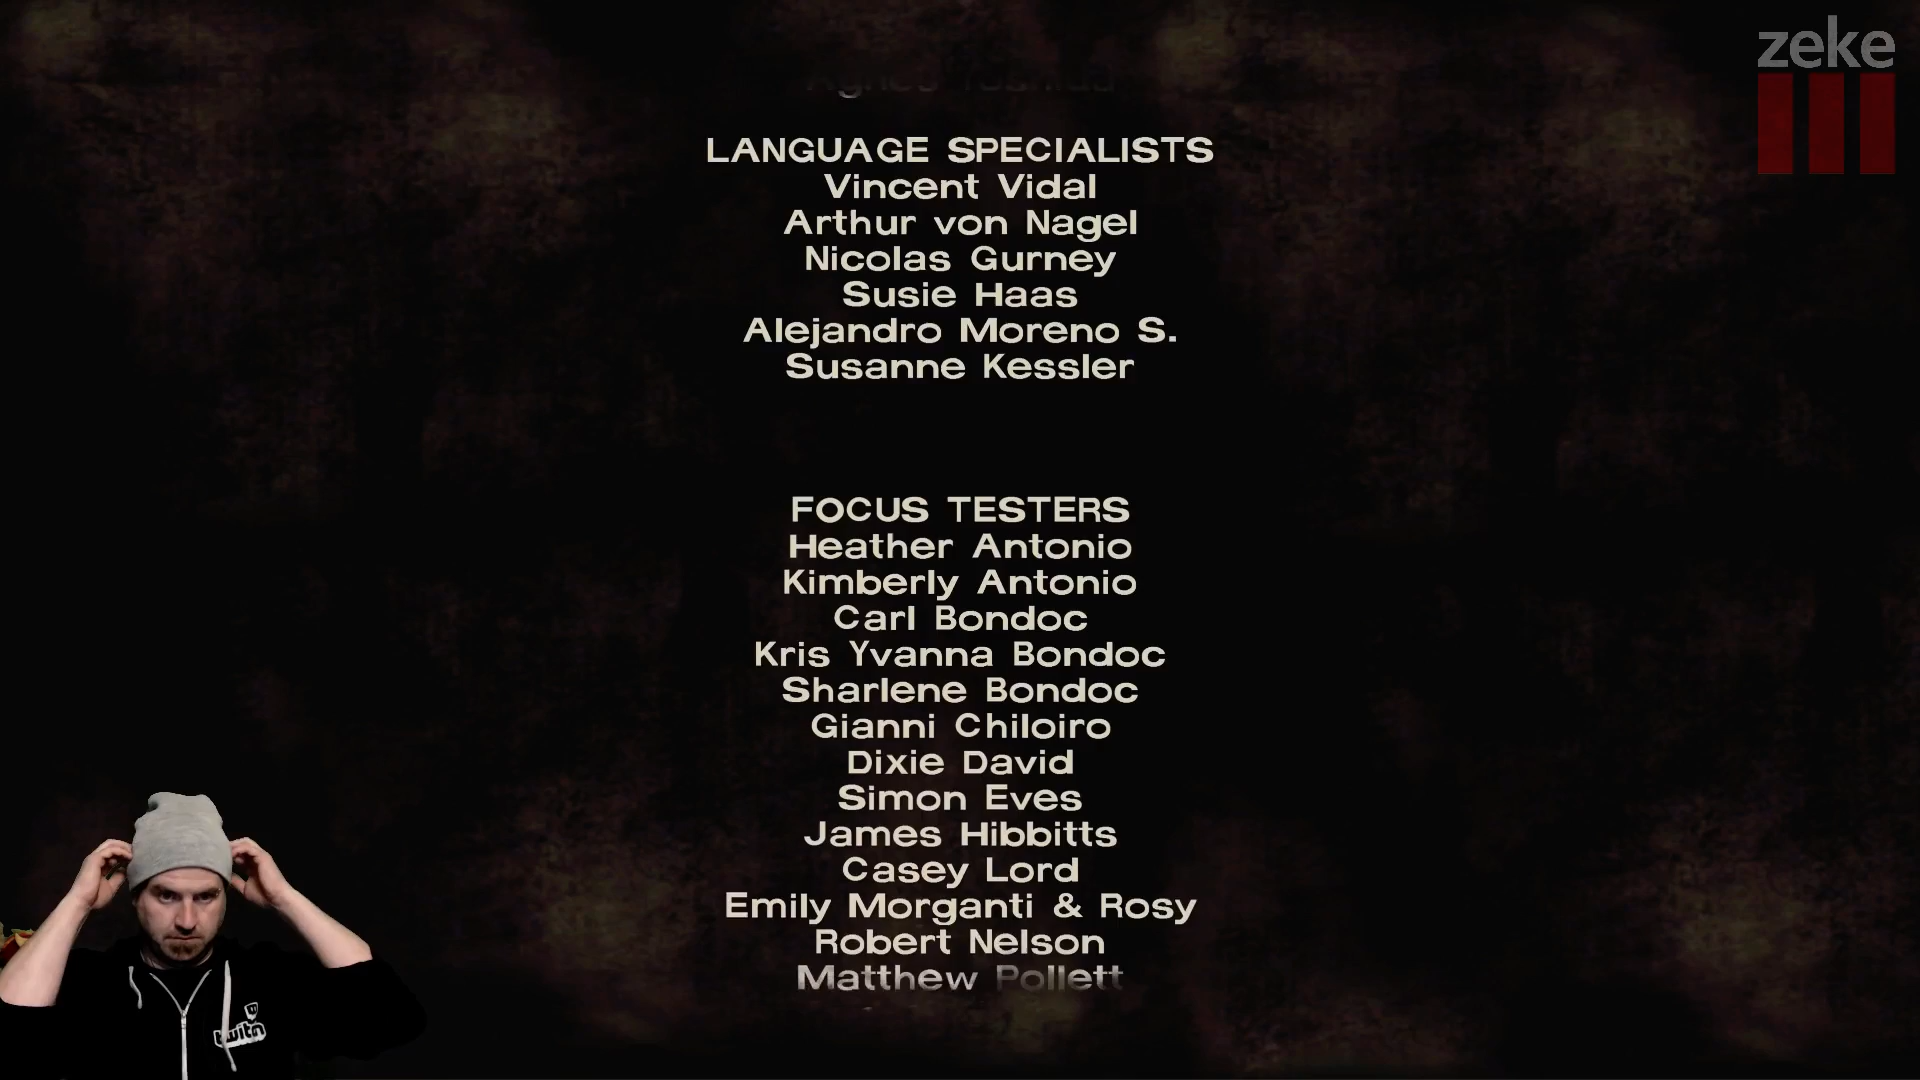 zeke
LANGUAGE SPECIALISTS
Vincent Vidal
Arthur von Nagel
Nicolas Gurney
Susie Haas
Alejandro Moreno S.
Susanne Kessler
FOCUS TESTERS
Heather Antonio
Kimberly Antonio
Carl Bondoc
Kris Yvanna Bondoc
Sharlene Bondoc
Gianni Chiloiro
Dixie David
Simon Eves
James Hibbitts
Casey Lord
Emily Morganti & Rosy
Robert Nelson
Matthew Pollett
twitch